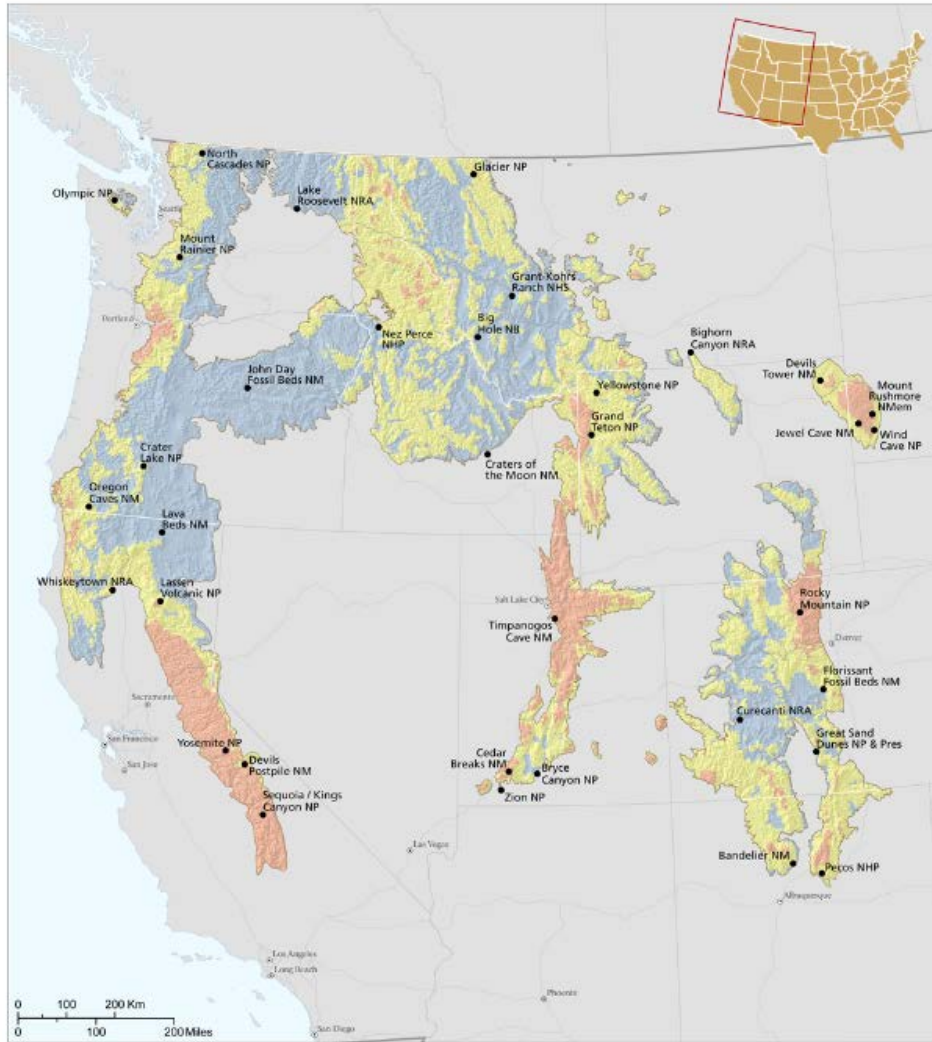 North
Cascades NP
Glacier NP
Olympic NP
Lake
Roosevelt NRA
Seattle
Mount
Rainier NP
Grant-Kohrs
Ranch NHS
Portland
Nez Perce
NHP
Big
Hole NB
Bighorn
Canyon NRA
John Day
Fossil Beds NM
Devils
Tower NM
Yellowstone NP
Mount
Rushmore
NMem
Grand
Teton NP
Jewel Cave NM
Wind
Cave NP
Crater
Lake NP
Craters of
the Moon NM
Oregon
Caves NM
Lava
Beds NM
Whiskeytown NRA
Lassen
Volcanic NP
Salt Lake City
Rocky
Mountain NP
Timpanogos
Cave NM
Denver
Florissant
Fossil Beds NM
Sacramento
Curecanti NRA
San Francisco
Yosemite NP
Great Sand
Dunes NP & Pres
San Jose
Devils
Postpile NM
Cedar
Breaks NM
Bryce
Canyon NP
Zion NP
Sequoia / Kings
Canyon NP
Las Vegas
Bandelier NM
Pecos NHP
Albuquerque
Los Angeles
Long Beach
Phoenix
0 100 200 Km
0 100 200 Miles
San Diego